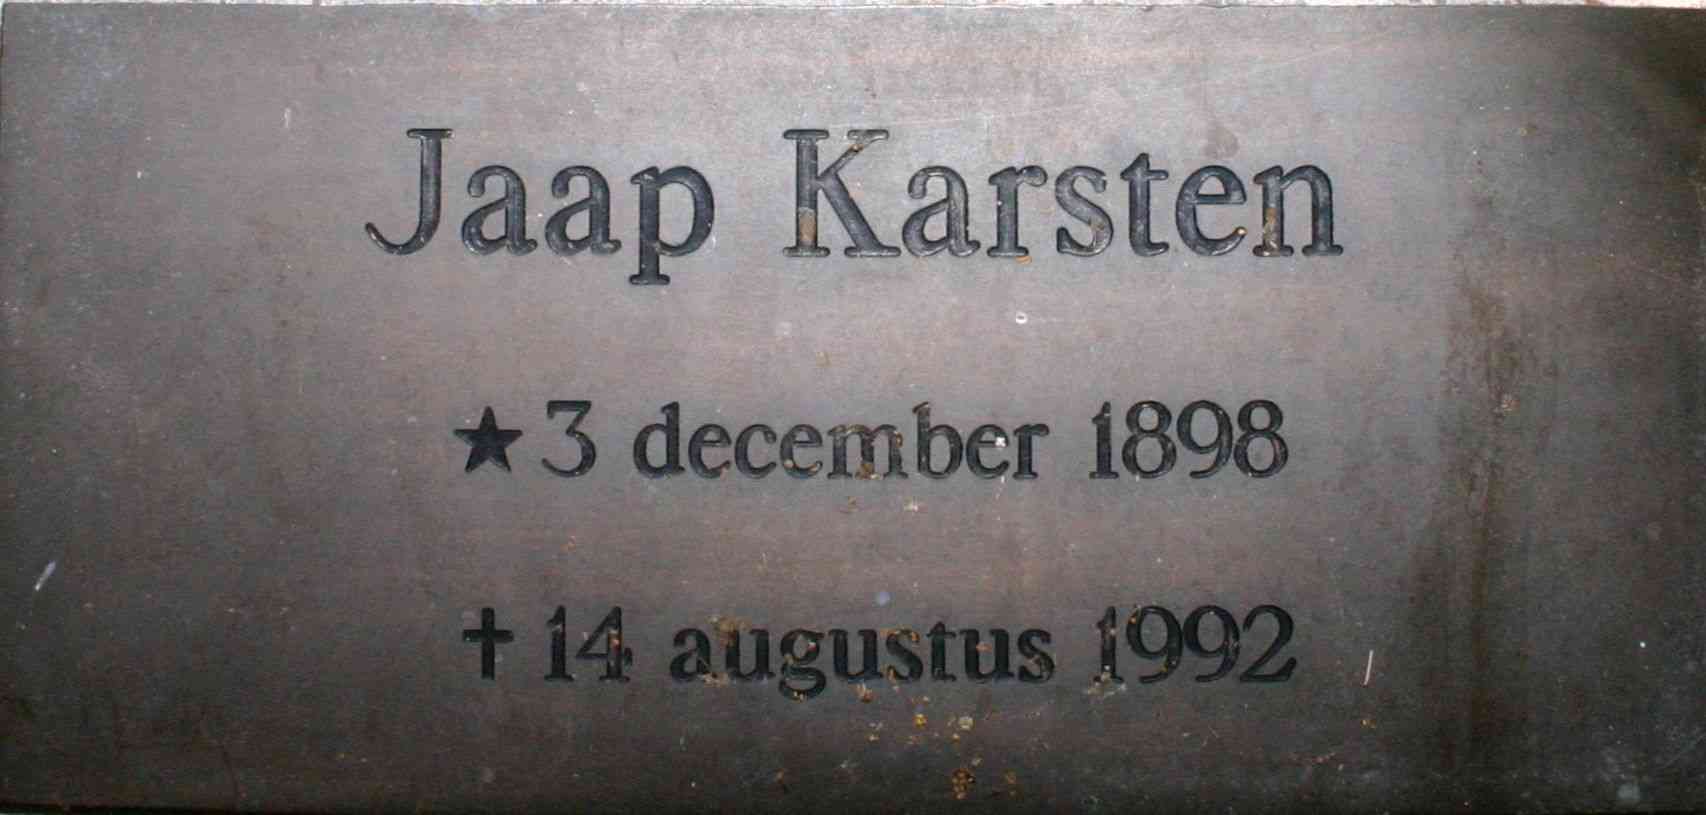 Jaap Karsten
★ 3 december 1898
✝ 14 augustus 1992